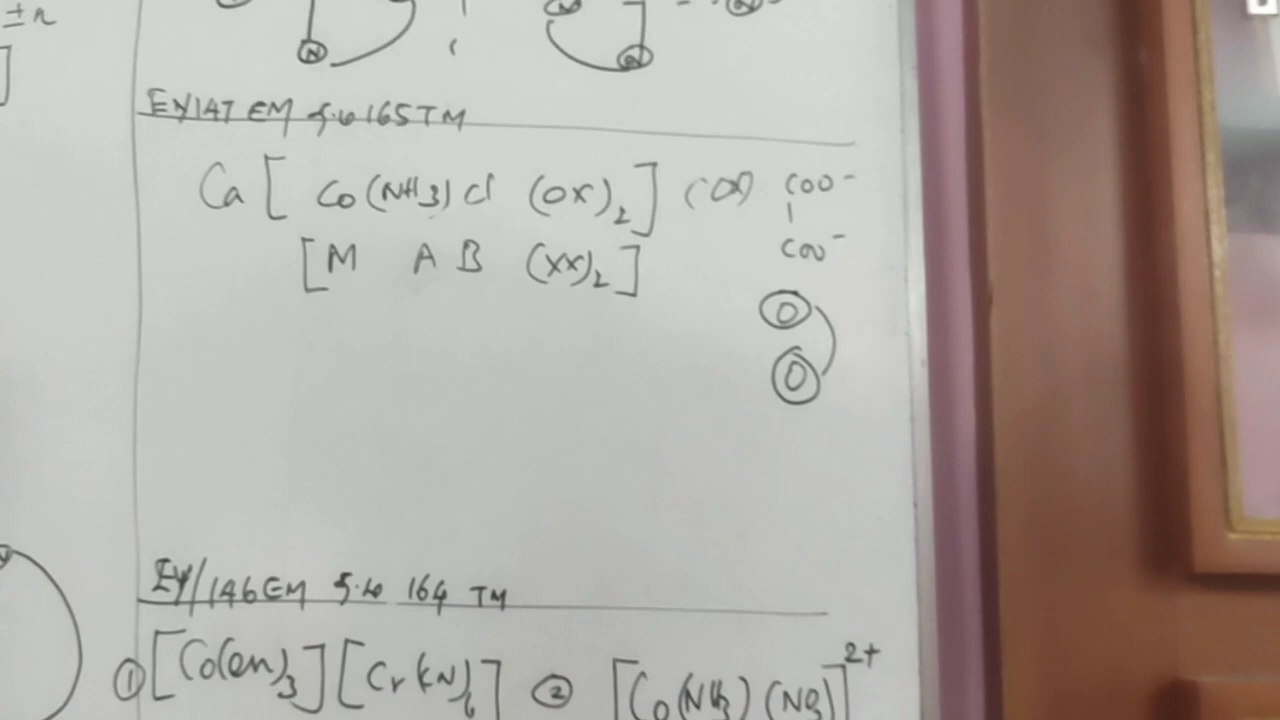 ±n
]
N N N
EX/147 EM 5.6 165 TM
Ca [ Co(NH3) Cl (OX)2 ] COO-
[M A B (XX)2] COO-
O
O
EX/146 EM 5.6 164 TM
① [Co(en)3] [Cr(CN)6] ② [Co(NH3) (NO3)]2+